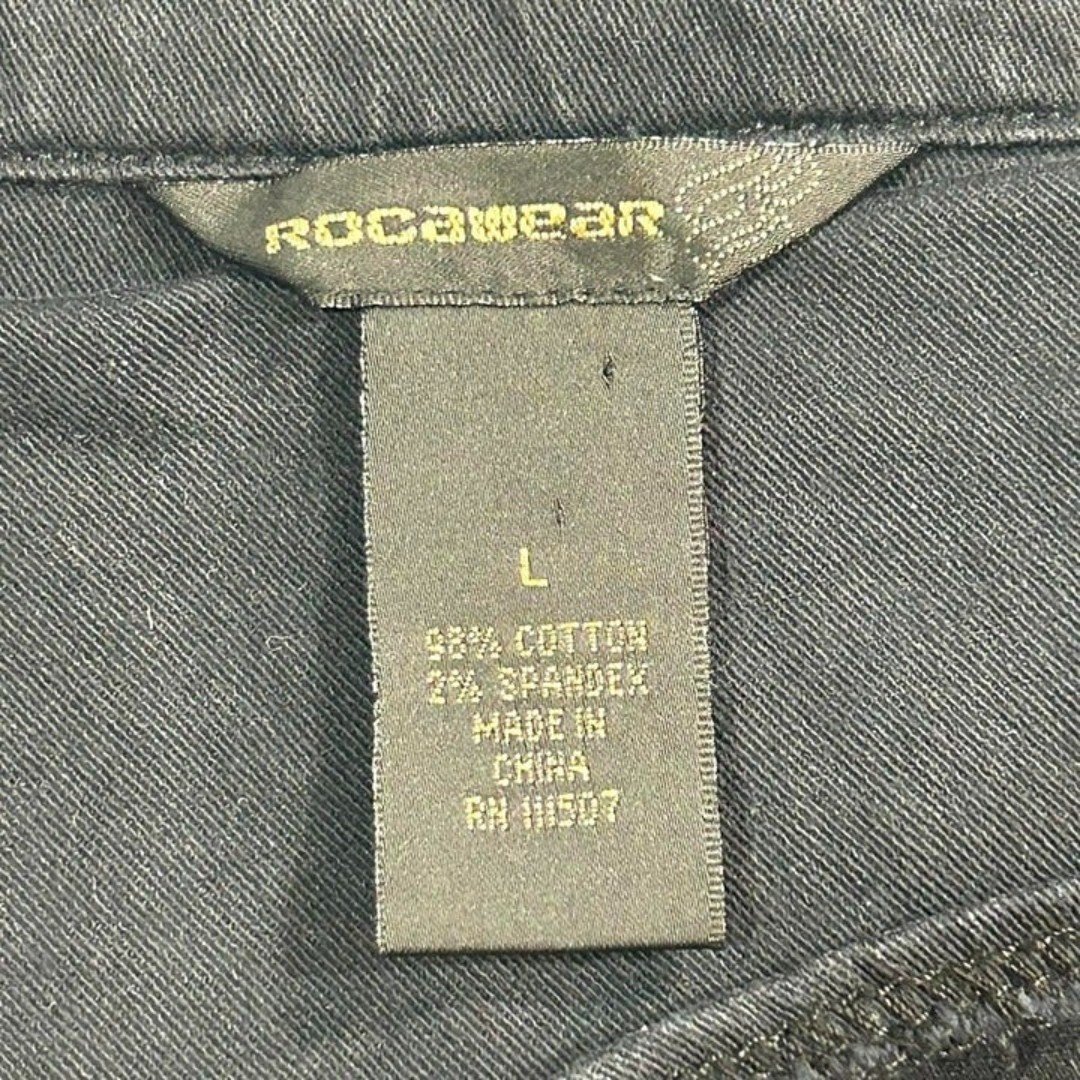 ROCAWEAR
L
98% COTTON
2% SPANDEX
MADE IN
CHINA
RN 111507